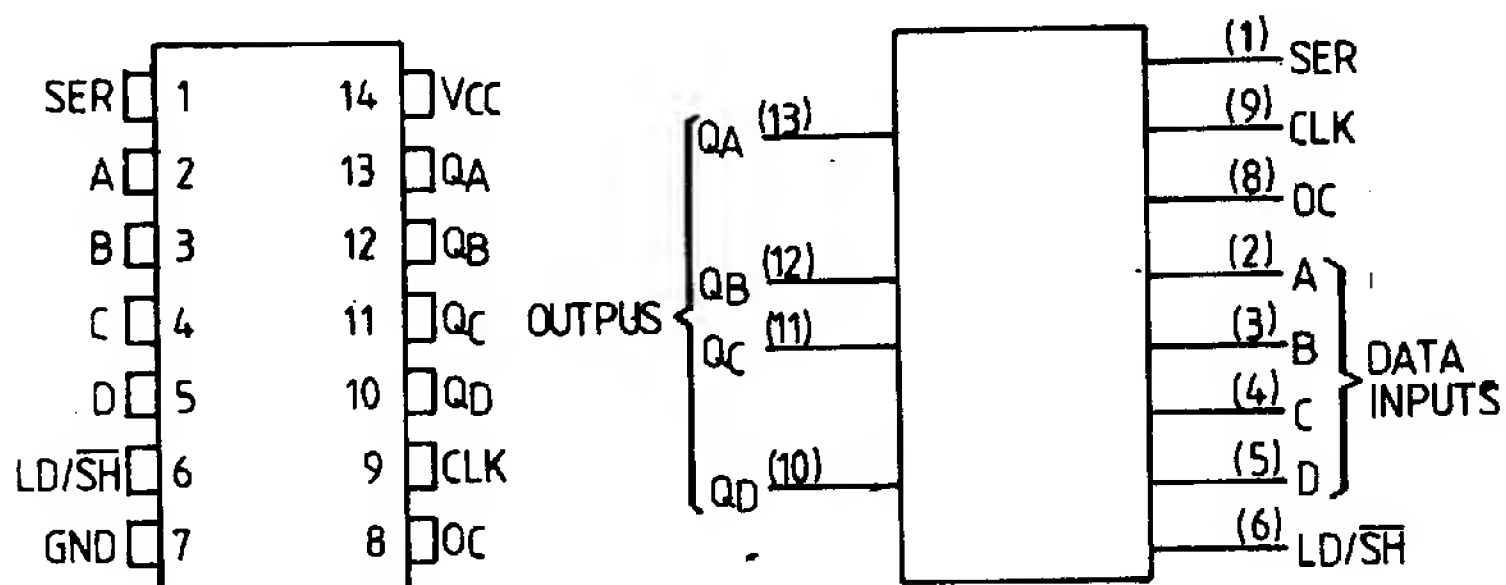 SER 1 14 VCC
A 2 13 QA
B 3 12 QB
C 4 11 QC
D 5 10 QD
LD/S̅H̅ 6 9 CLK
GND 7 8 OC
OUTPUS
QA (13)
QB (12)
QC (11)
QD (10)
(1) SER
(9) CLK
(8) OC
(2) A
(3) B
(4) C
(5) D
DATA
INPUTS
(6) LD/S̅H̅